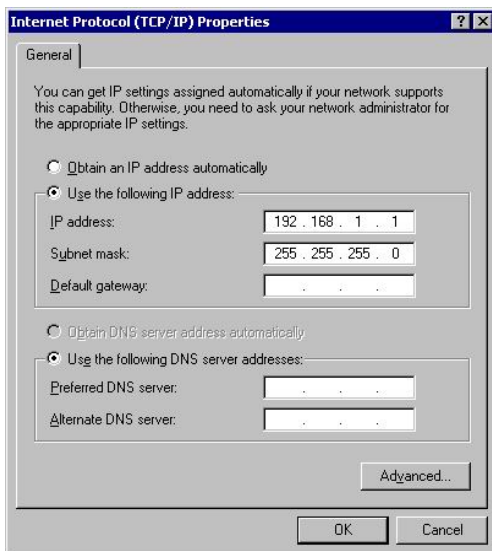 Internet Protocol (TCP/IP) Properties
General
You can get IP settings assigned automatically if your network supports
this capability. Otherwise, you need to ask your network administrator for
the appropriate IP settings.
Obtain an IP address automatically
Use the following IP address:
IP address: 192 . 168 . 1 . 1
Subnet mask: 255 . 255 . 255 . 0
Default gateway: . . .
Obtain DNS server address automatically
Use the following DNS server addresses:
Preferred DNS server: . . .
Alternate DNS server: . . .
Advanced...
OK Cancel